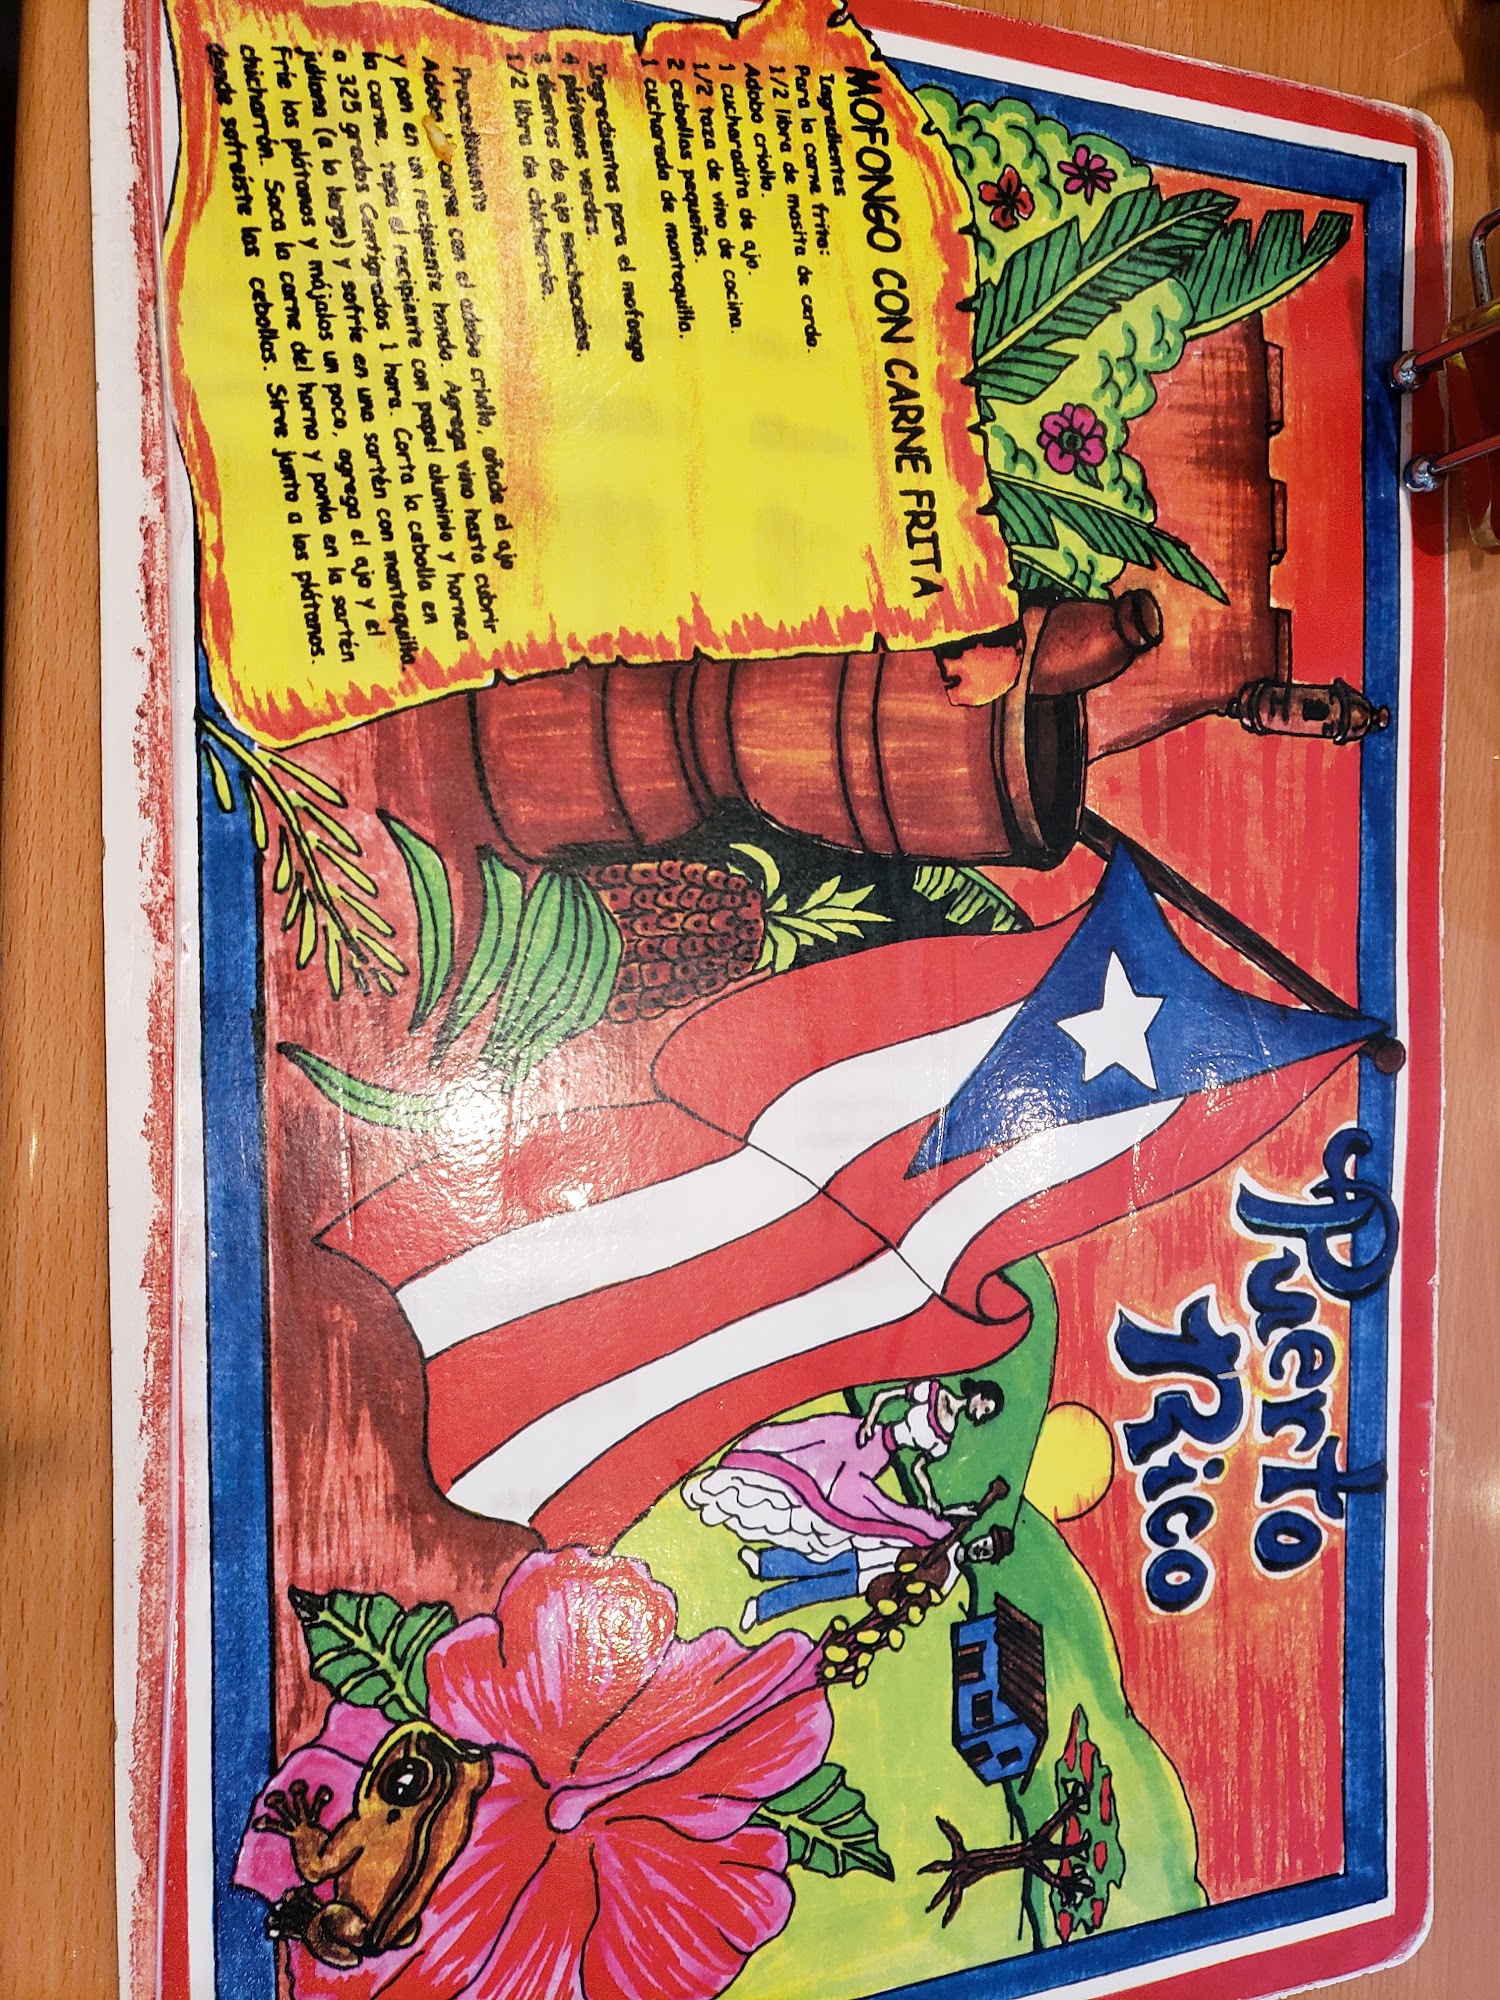 Puerto
Rico
MOFONGO CON CARNE FRITA
Ingredientes
Para la carne frita:
1/2 libra de masita de cerdo.
Adobo criollo.
1 cucharadita de ajo.
1/2 taza de vino de cocina.
2 cebollas pequeñas.
1 cucharada de mantequilla.
Ingredientes para el mofongo
4 plátanos verdes.
3 dientes de ajo machacados.
1/2 libra de chicharrón.
Procedimiento
Adoba carne con el adobo criollo, añade el ajo
y pon en un recipiente hondo. Agrega vino hasta cubrir
la carne, tapa el recipiente con papel aluminio y hornea
a 325 grados Centígrados 1 hora. Corta la cebolla en
juliana (a lo largo) y sofríe en una sartén con mantequilla.
Fríe los plátanos y májalos un poco, agrega el ajo y el
chicharrón. Saca la carne del horno y ponla en la sartén
donde sofreíste las cebollas. Sirve junto a los plátanos.